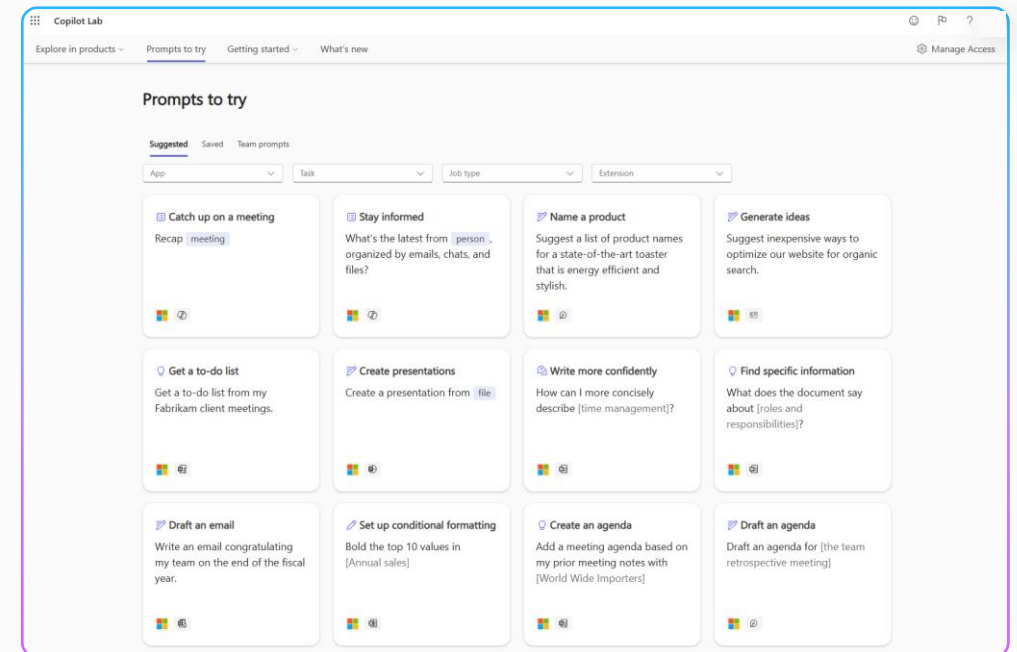 Copilot Lab
?
Explore in products
Prompts to try
Getting started
What's new
Manage Access
Prompts to try
Suggested
Saved
Team prompts
App
Task
Job type
Extension
Catch up on a meeting
Recap meeting
Stay informed
What's the latest from person ,
organized by emails, chats, and
files?
Name a product
Suggest a list of product names
for a state-of-the-art toaster
that is energy efficient and
stylish.
Generate ideas
Suggest inexpensive ways to
optimize our website for organic
search.
Get a to-do list
Get a to-do list from my
Fabrikam client meetings.
Create presentations
Create a presentation from file
Write more confidently
How can I more concisely
describe [time management]?
Find specific information
What does the document say
about [roles and
responsibilities]?
Draft an email
Write an email congratulating
my team on the end of the fiscal
year.
Set up conditional formatting
Bold the top 10 values in
[Annual sales]
Create an agenda
Add a meeting agenda based on
my prior meeting notes with
[World Wide Importers]
Draft an agenda
Draft an agenda for [the team
retrospective meeting]